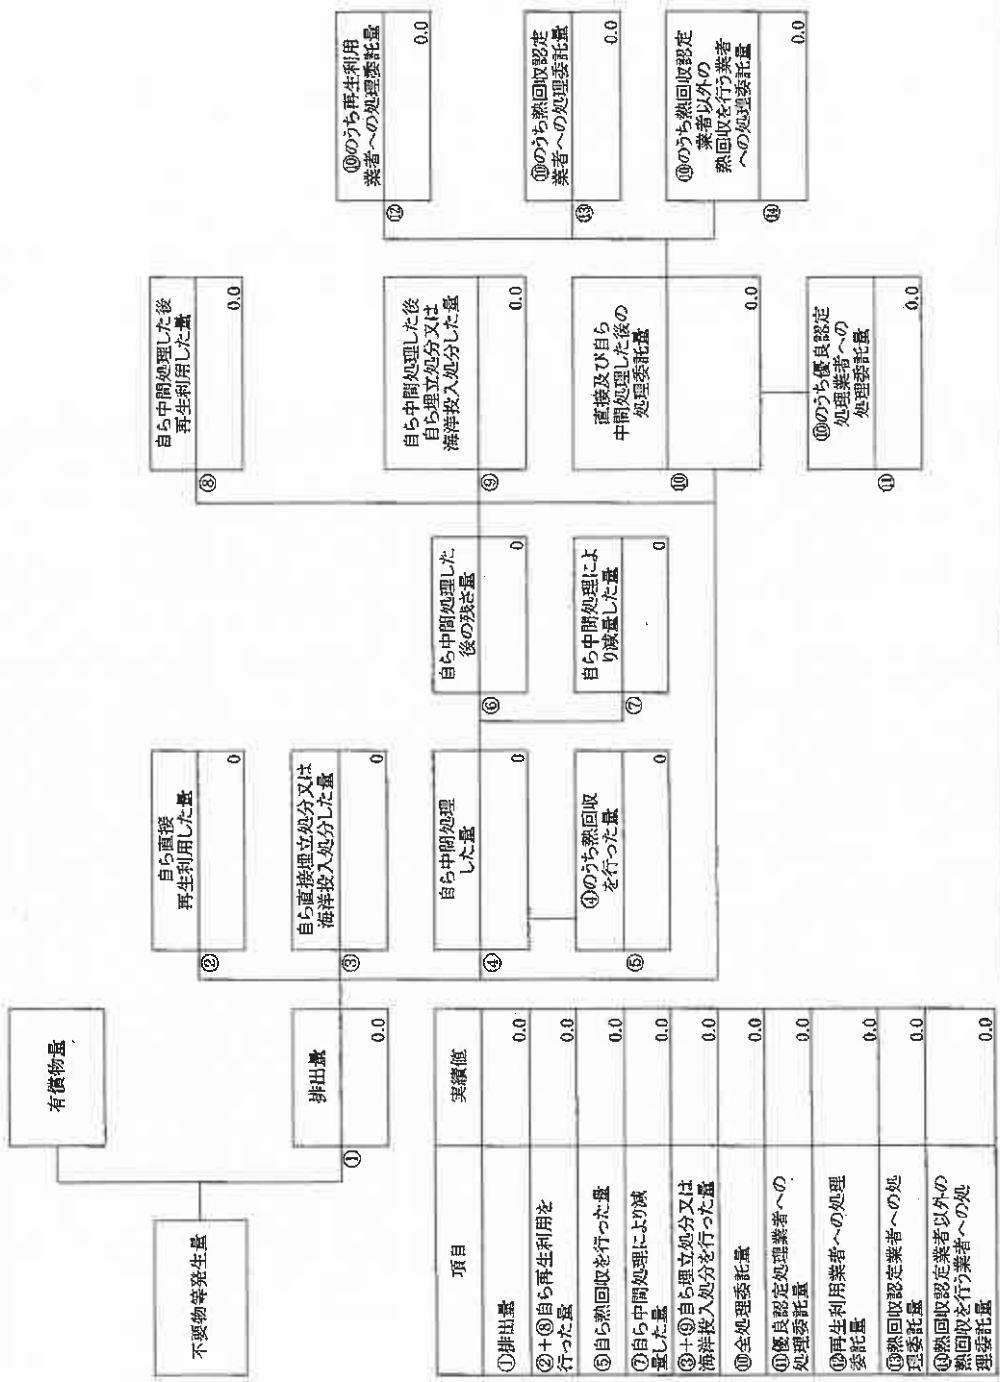 不要物等発生量
有償物量
①
排出量
0.0
②
自ら直接
再生利用した量
0
③
自ら直接埋立処分又は
海洋投入処分した量
0
④
自ら中間処理
した量
0
⑤
④のうち熱回収
を行った量
0
⑥
自ら中間処理した
後の残さ量
0
⑦
自ら中間処理によ
り減量した量
0
⑧
自ら中間処理した後
再生利用した量
0.0
⑨
自ら中間処理した後
自ら埋立処分又は
海洋投入処分した量
0.0
⑩
直接及び自ら
中間処理した後の
処理委託量
0.0
⑪
⑩のうち優良認定
処理業者への
処理委託量
0.0
⑫
⑩のうち再生利用
業者への処理委託量
0.0
⑬
⑩のうち熱回収認定
業者への処理委託量
0.0
⑭
⑩のうち熱回収認定
業者以外の
熱回収を行う業者
への処理委託量
0.0
項目 実績値
①排出量 0.0
②+⑧自ら再生利用を
行った量 0.0
⑤自ら熱回収を行った量 0.0
⑦自ら中間処理により減
量した量 0.0
③+⑨自ら埋立処分又は
海洋投入処分を行った量 0.0
⑩全処理委託量 0.0
⑪優良認定処理業者への
処理委託量 0.0
⑫再生利用業者への処理
委託量 0.0
⑬熱回収認定業者への処
理委託量 0.0
⑭熱回収認定業者以外の
熱回収を行う業者への処
理委託量 0.0